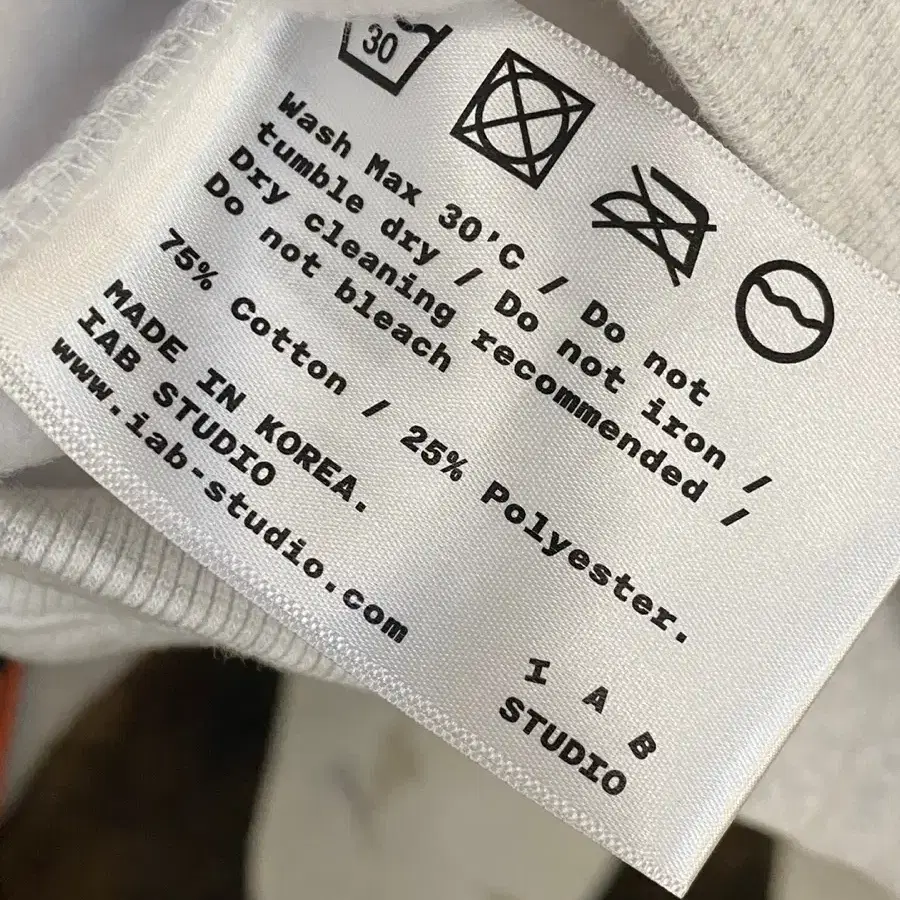 30
Wash Max 30'C / Do not
tumble dry / Do not iron /
Dry cleaning recommended /
Do not bleach
75% Cotton / 25% Polyester.
MADE IN KOREA.
IAB STUDIO
www.iab-studio.com
I A B
STUDIO